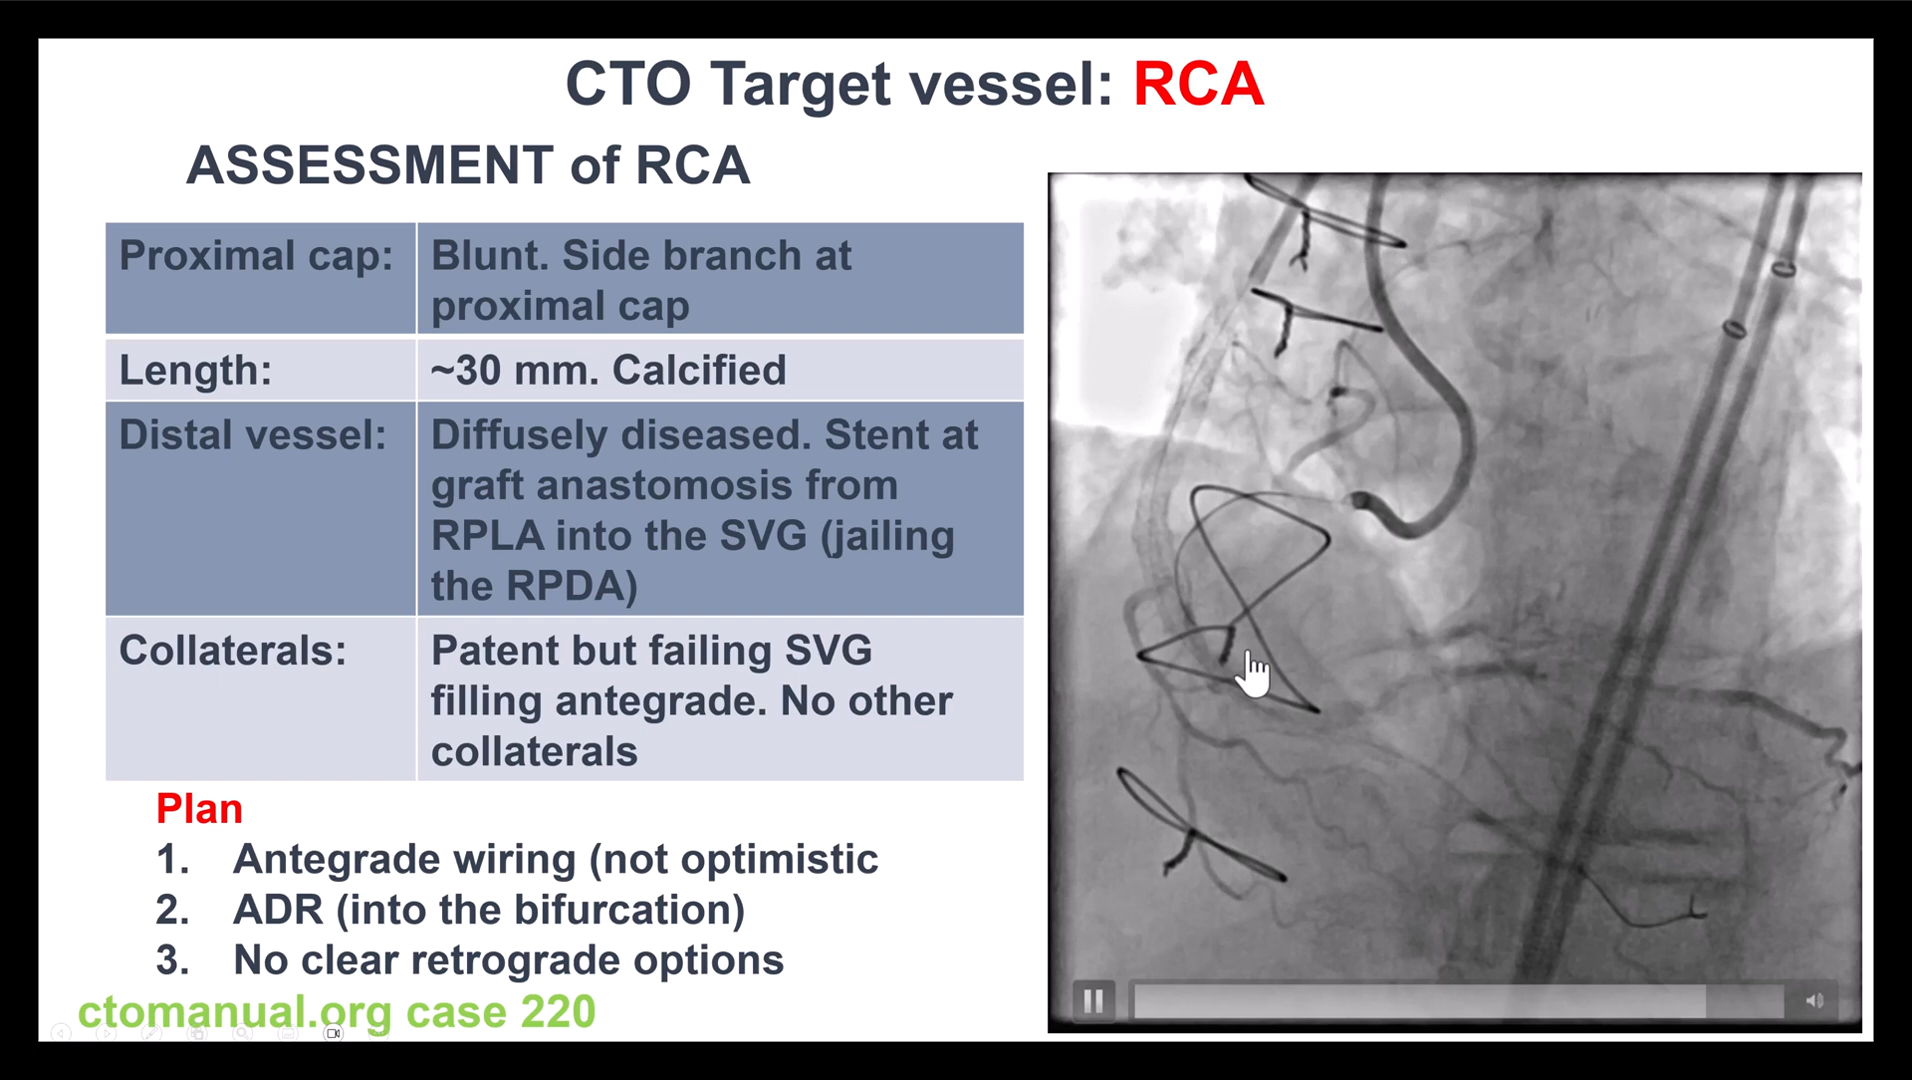 CTO Target vessel: RCA
ASSESSMENT of RCA
Proximal cap:
Blunt. Side branch at
proximal cap
Length:
~30 mm. Calcified
Distal vessel:
Diffusely diseased. Stent at
graft anastomosis from
RPLA into the SVG (jailing
the RPDA)
Collaterals:
Patent but failing SVG
filling antegrade. No other
collaterals
Plan
1. Antegrade wiring (not optimistic
2. ADR (into the bifurcation)
3. No clear retrograde options
ctomanual.org case 220